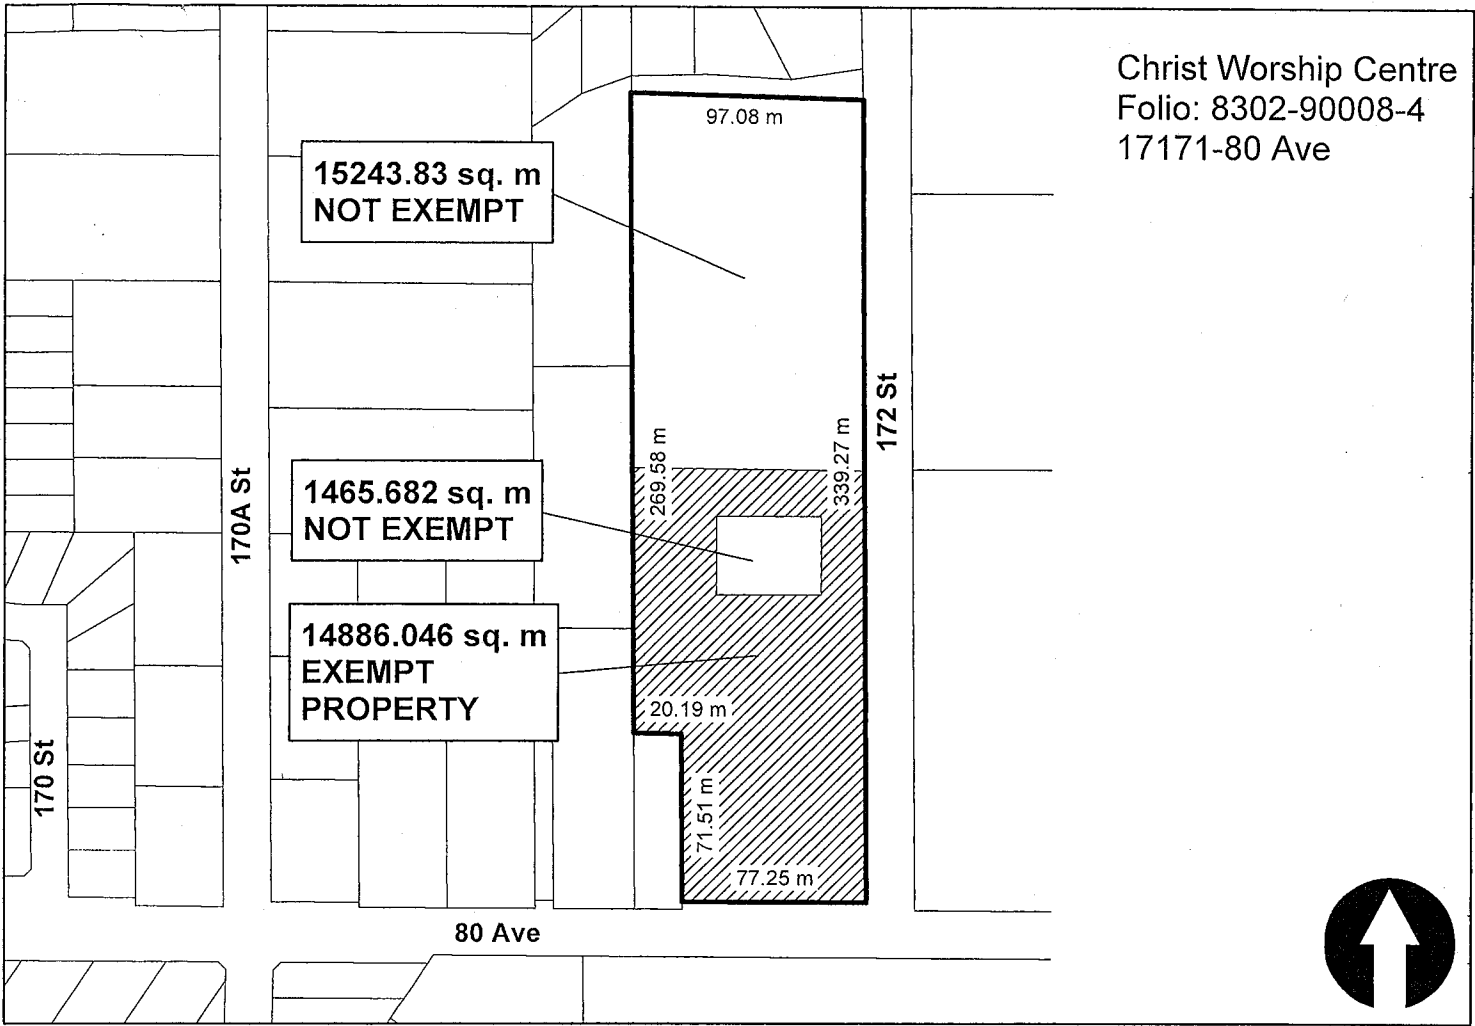 Christ Worship Centre
Folio: 8302-90008-4
17171-80 Ave
97.08 m
15243.83 sq. m
NOT EXEMPT
172 St
269.58 m
339.27 m
170A St
1465.682 sq. m
NOT EXEMPT
14886.046 sq. m
EXEMPT
PROPERTY
20.19 m
170 St
71.51 m
77.25 m
80 Ave